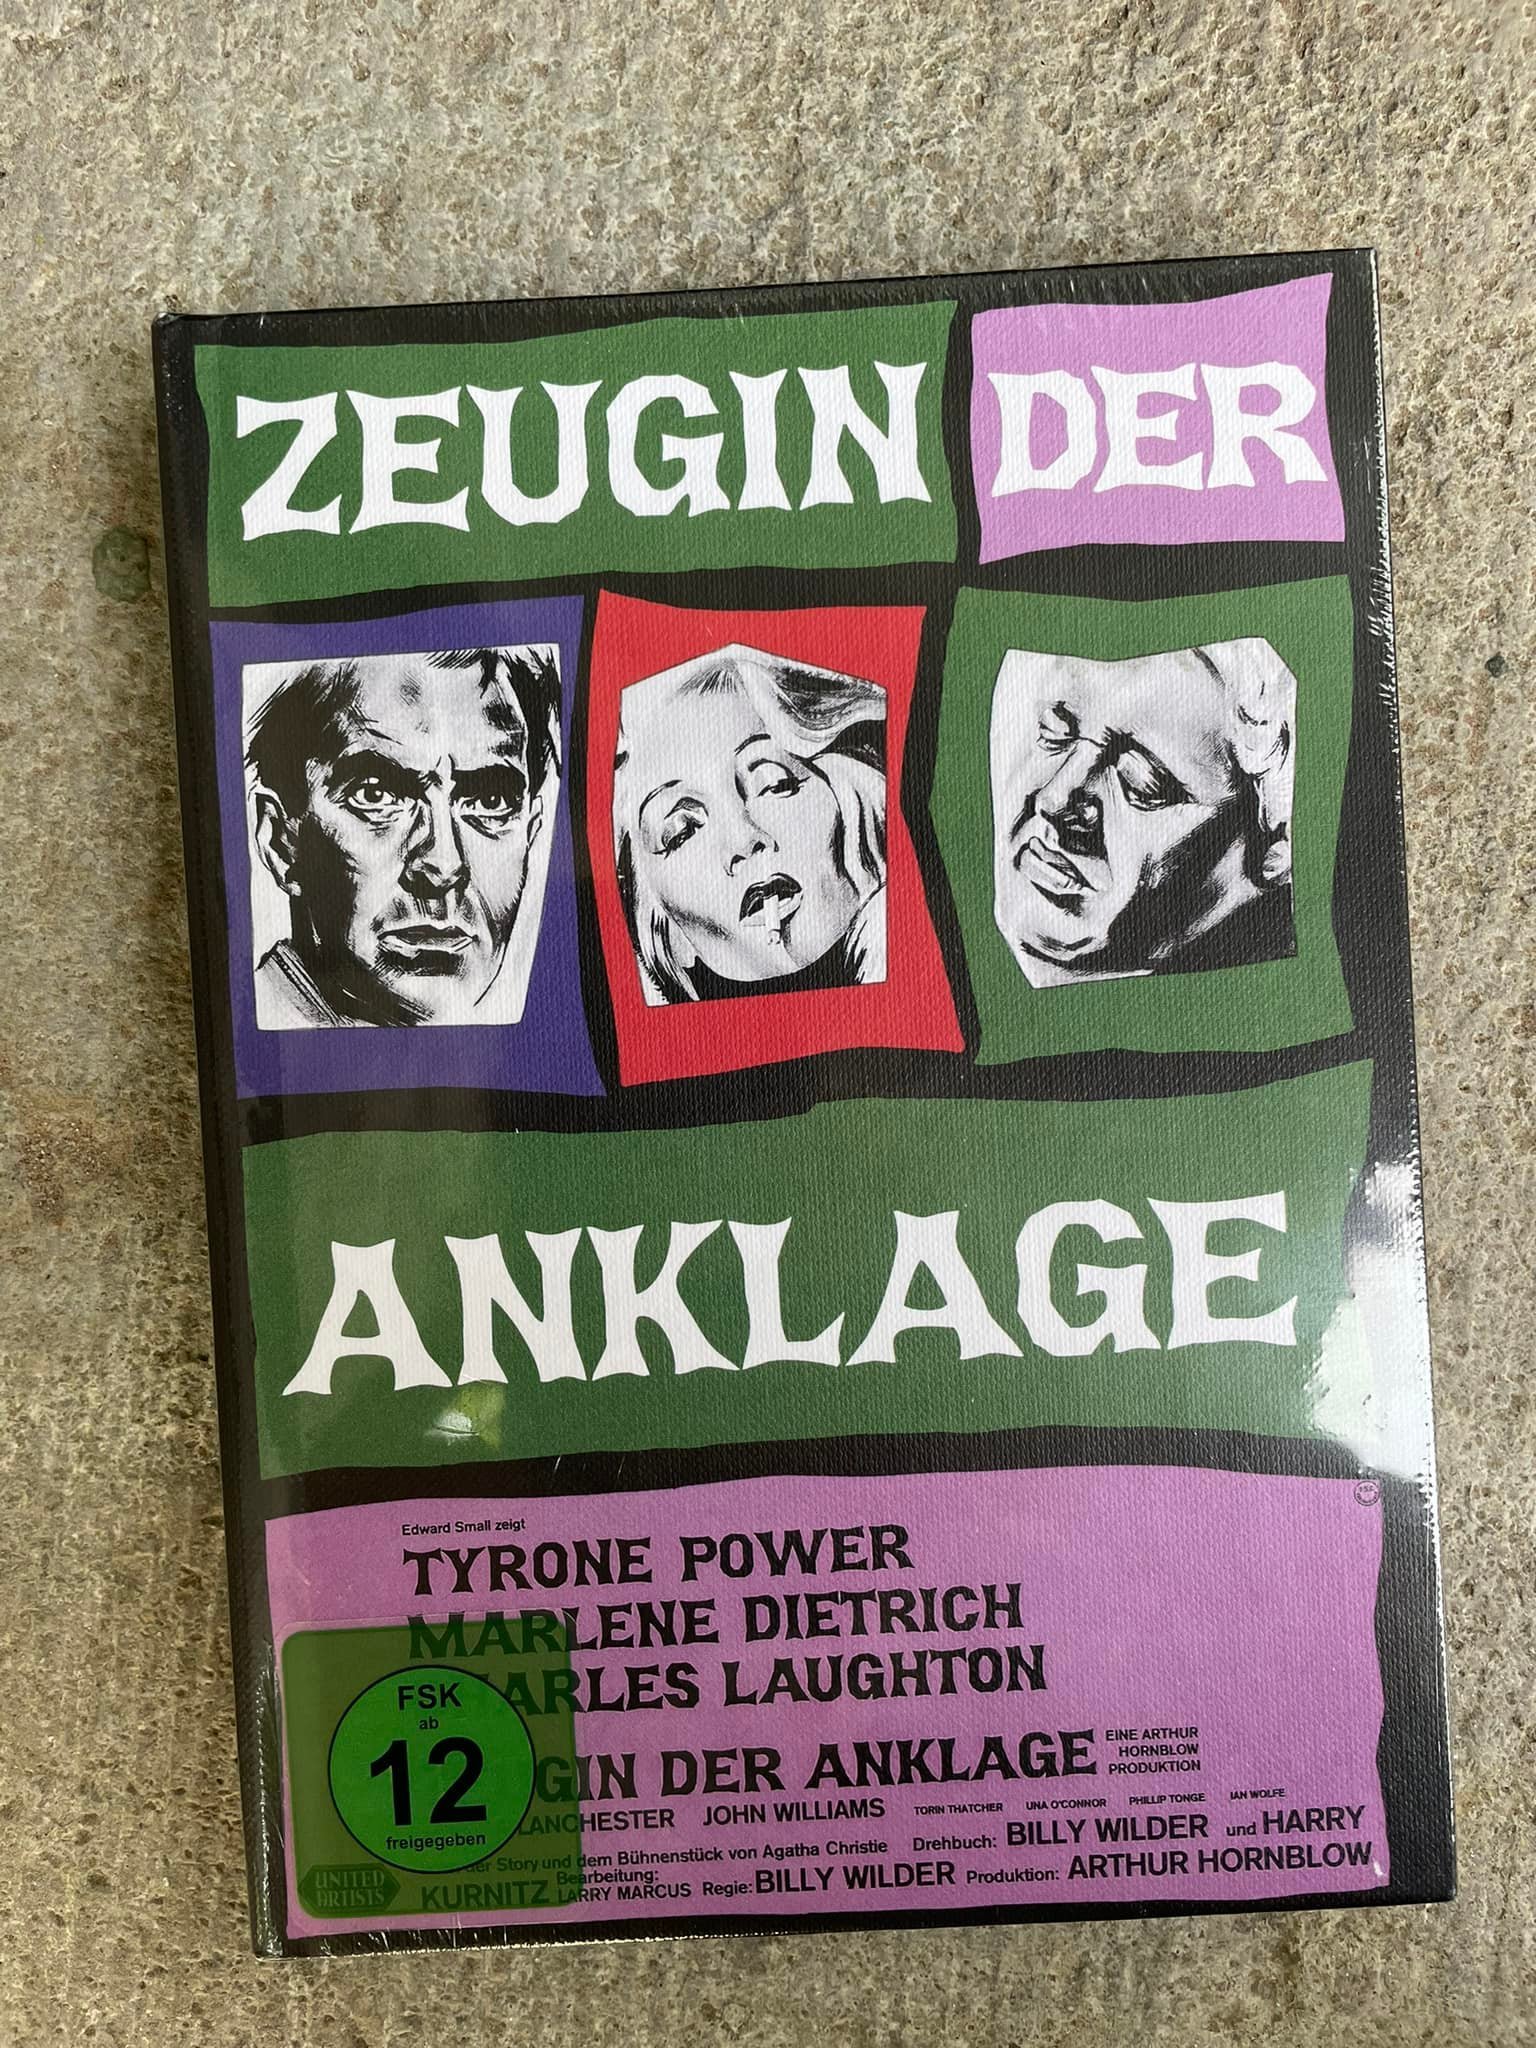 ZEUGIN DER
ANKLAGE
Edward Small zeigt
TYRONE POWER
MARLENE DIETRICH
CHARLES LAUGHTON
GIN DER ANKLAGE
EINE ARTHUR
HORNBLOW
PRODUKTION
LANCHESTER JOHN WILLIAMS TORIN THATCHER UNA O'CONNOR PHILLIP TONGE IAN WOLFE
der Story und dem Bühnenstück von Agatha Christie Drehbuch: BILLY WILDER und HARRY
KURNITZ Bearbeitung: LARRY MARCUS Regie: BILLY WILDER Produktion: ARTHUR HORNBLOW
FSK
ab
12
freigegeben
UNITED
ARTISTS